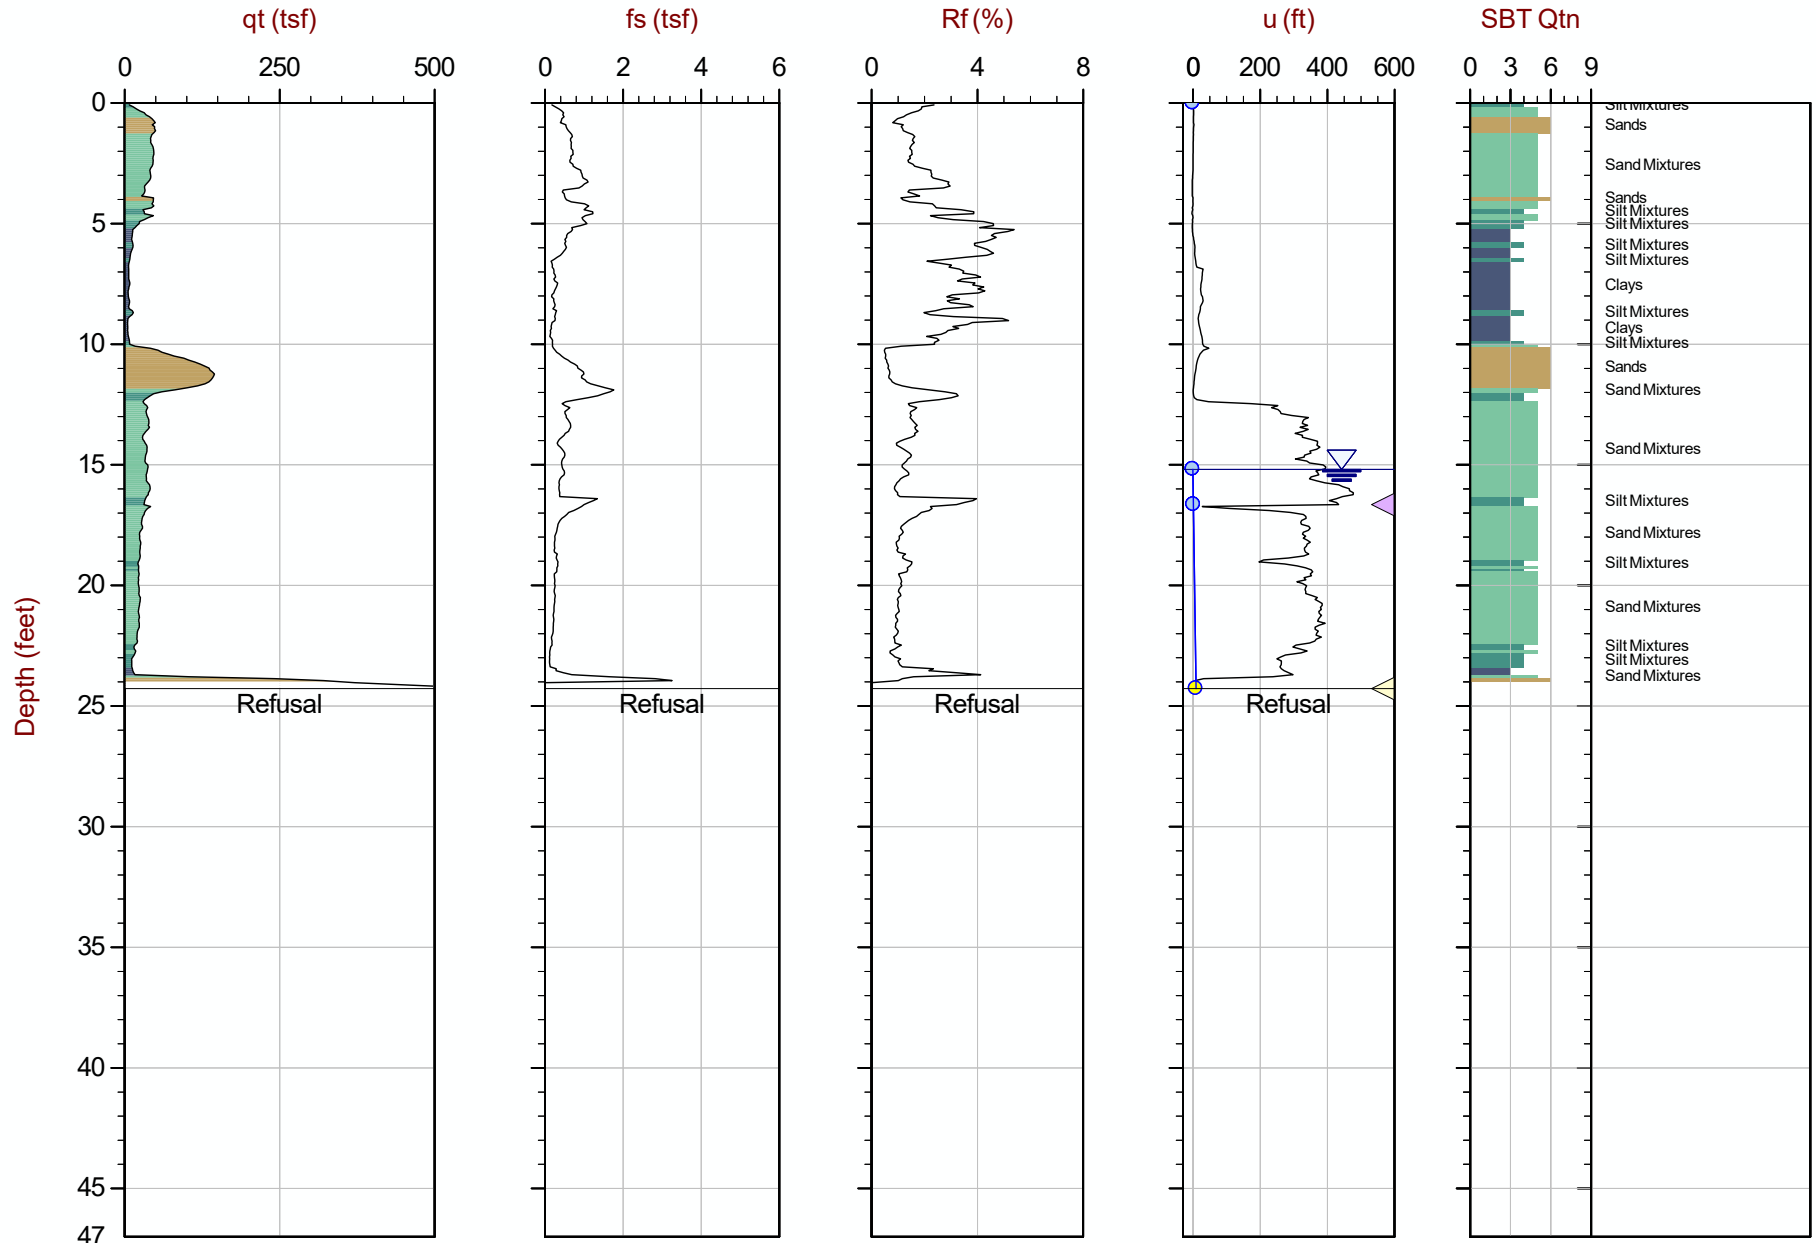 qt (tsf) fs (tsf) Rf (%) u (ft) SBT Qtn
0 250 500 0 2 4 6 0 4 8 0 200 400 600 0 3 6 9
0
5
10
15
20
25
30
35
40
45
47
Depth (feet)
Refusal Refusal Refusal Refusal
Silt Mixtures
Sands
Sand Mixtures
Sands
Silt Mixtures
Silt Mixtures
Silt Mixtures
Silt Mixtures
Clays
Silt Mixtures
Clays
Silt Mixtures
Sands
Sand Mixtures
Sand Mixtures
Silt Mixtures
Sand Mixtures
Silt Mixtures
Sand Mixtures
Silt Mixtures
Silt Mixtures
Sand Mixtures